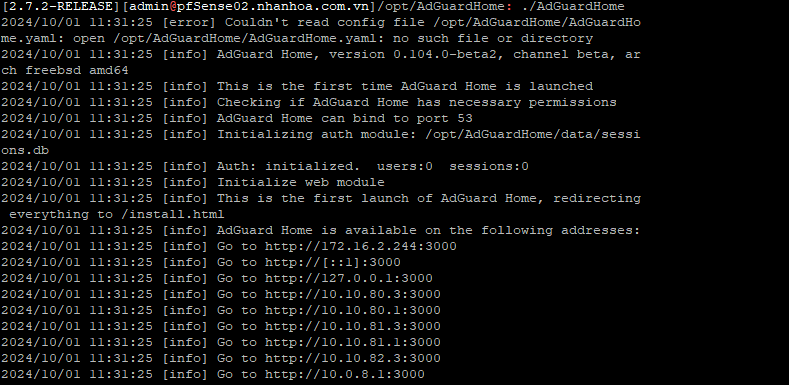 [2.7.2-RELEASE][admin@pfSense02.nhanhoa.com.vn]/opt/AdGuardHome: ./AdGuardHome
2024/10/01 11:31:25 [error] Couldn't read config file /opt/AdGuardHome/AdGuardHo
me.yaml: open /opt/AdGuardHome/AdGuardHome.yaml: no such file or directory
2024/10/01 11:31:25 [info] AdGuard Home, version 0.104.0-beta2, channel beta, ar
ch freebsd amd64
2024/10/01 11:31:25 [info] This is the first time AdGuard Home is launched
2024/10/01 11:31:25 [info] Checking if AdGuard Home has necessary permissions
2024/10/01 11:31:25 [info] AdGuard Home can bind to port 53
2024/10/01 11:31:25 [info] Initializing auth module: /opt/AdGuardHome/data/sessi
ons.db
2024/10/01 11:31:25 [info] Auth: initialized.  users:0  sessions:0
2024/10/01 11:31:25 [info] Initialize web module
2024/10/01 11:31:25 [info] This is the first launch of AdGuard Home, redirecting
 everything to /install.html
2024/10/01 11:31:25 [info] AdGuard Home is available on the following addresses:
2024/10/01 11:31:25 [info] Go to http://172.16.2.244:3000
2024/10/01 11:31:25 [info] Go to http://[::1]:3000
2024/10/01 11:31:25 [info] Go to http://127.0.0.1:3000
2024/10/01 11:31:25 [info] Go to http://10.10.80.3:3000
2024/10/01 11:31:25 [info] Go to http://10.10.80.1:3000
2024/10/01 11:31:25 [info] Go to http://10.10.81.3:3000
2024/10/01 11:31:25 [info] Go to http://10.10.81.1:3000
2024/10/01 11:31:25 [info] Go to http://10.10.82.3:3000
2024/10/01 11:31:25 [info] Go to http://10.0.8.1:3000